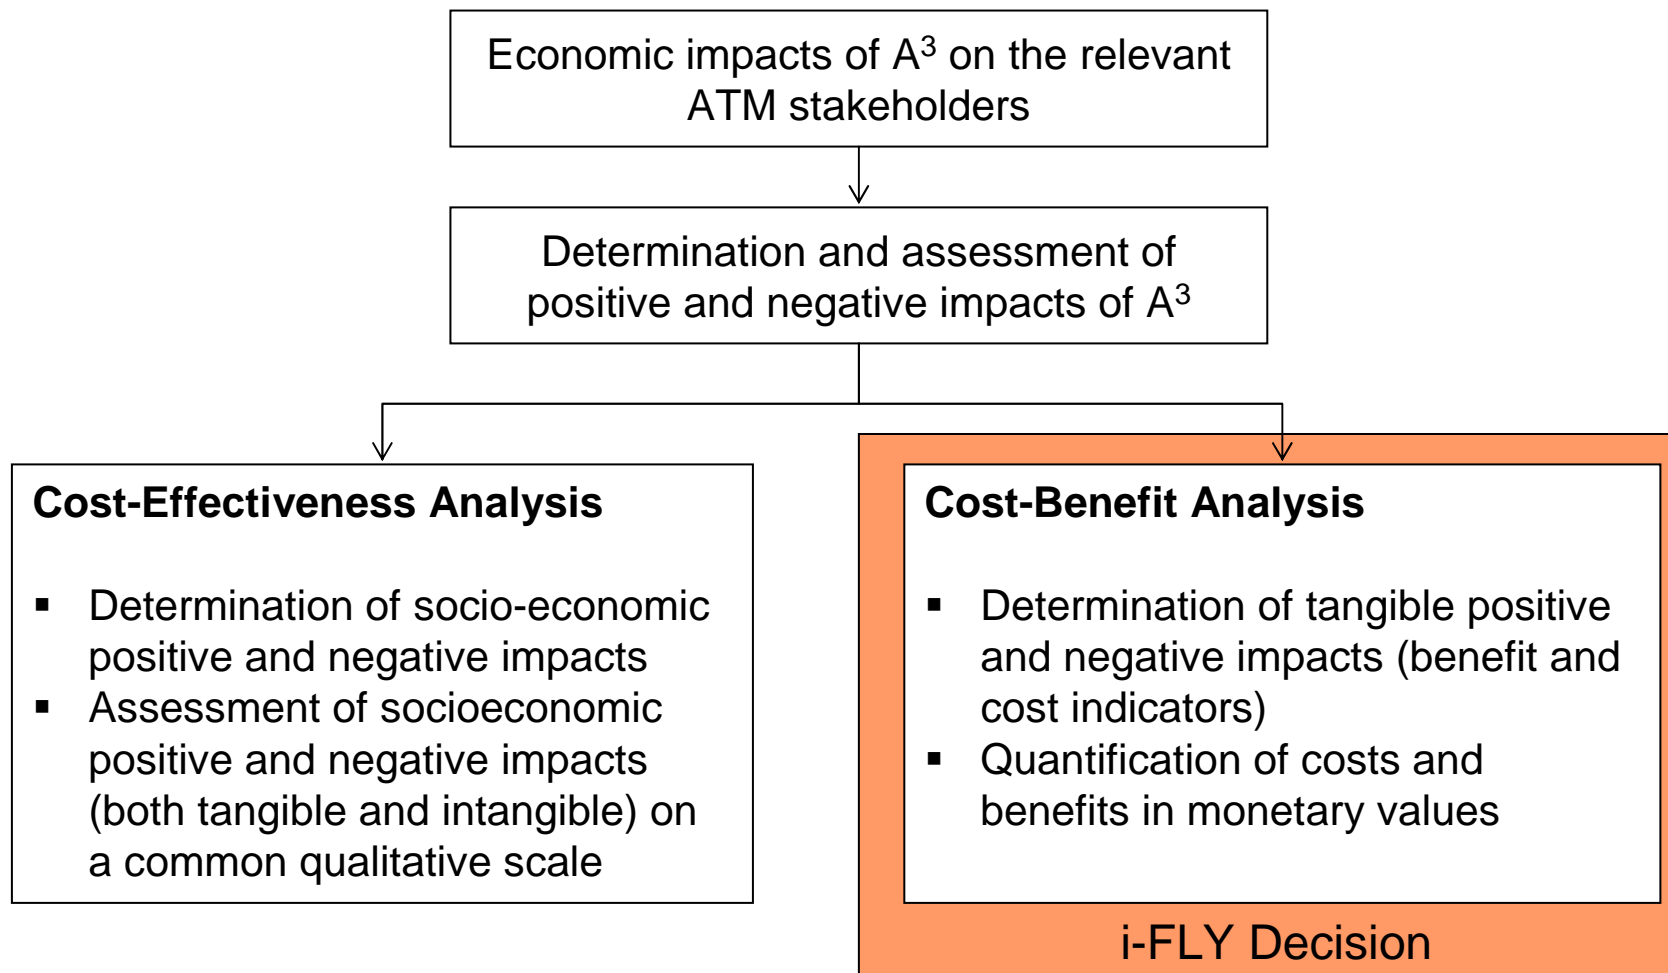 Economic impacts of A³ on the relevant
ATM stakeholders
Determination and assessment of
positive and negative impacts of A³
Cost-Effectiveness Analysis
▪ Determination of socio-economic
positive and negative impacts
▪ Assessment of socioeconomic
positive and negative impacts
(both tangible and intangible) on
a common qualitative scale
Cost-Benefit Analysis
▪ Determination of tangible positive
and negative impacts (benefit and
cost indicators)
▪ Quantification of costs and
benefits in monetary values
i-FLY Decision